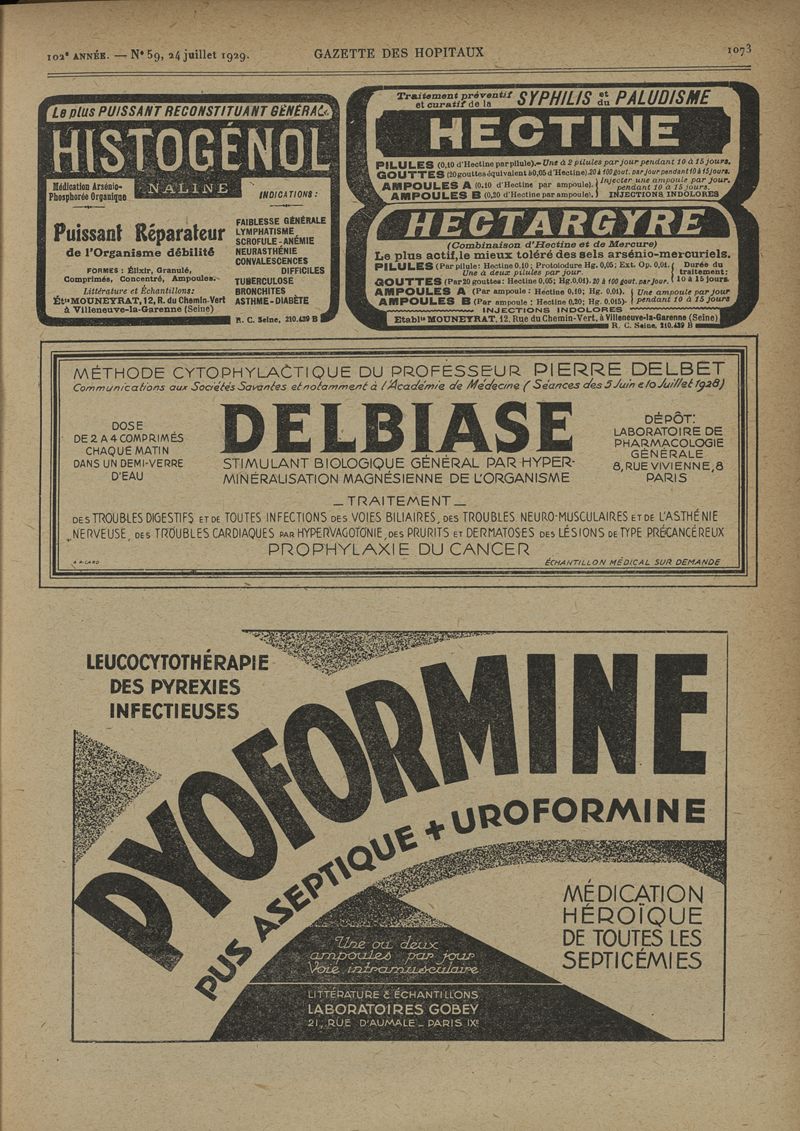 102e ANNÉE. — N° 59, 24 juillet 1929. GAZETTE DES HOPITAUX 1073
Le plus PUISSANT RECONSTITUANT GÉNÉRAL
HISTOGÉNOL
Médication Arsénio-
Phosphorée Organique
NALINE
INDICATIONS :
Puissant Réparateur
de l'Organisme débilité
FORMES : Élixir, Granulé,
Comprimés, Concentré, Ampoules.
Littérature et Échantillons:
Étts MOUNEYRAT, 12, R. du Chemin-Vert
à Villeneuve-la-Garenne (Seine)
FAIBLESSE GÉNÉRALE
LYMPHATISME
SCROFULE - ANÉMIE
NEURASTHÉNIE
CONVALESCENCES
DIFFICILES
TUBERCULOSE
BRONCHITES
ASTHME - DIABÈTE
R. C. Seine, 210.439 B
Traitement préventif et curatif de la SYPHILIS et du PALUDISME
HECTINE
PILULES (0,10 d'Hectine par pilule).- Une à 2 pilules par jour pendant 10 à 15 jours.
GOUTTES (20 gouttes équivalent à 0,05 d'Hectine) 20 à 100 gout. par jour pendant 10 à 15 jours.
AMPOULES A (0.10 d'Hectine par ampoule). Injecter une ampoule par jour.
pendant 10 à 15 jours.
AMPOULES B (0,20 d'Hectine par ampoule). INJECTIONS INDOLORES
HECTARGYRE
(Combinaison d'Hectine et de Mercure)
Le plus actif, le mieux toléré des sels arsénio-mercuriels.
PILULES (Par pilule: Hectine 0,10; Protoiodure Hg. 0,05; Ext. Op. 0,01.
Une à deux pilules par jour.
GOUTTES (Par 20 gouttes: Hectine 0,05; Hg. 0,01). 20 à 100 gout. par jour.
Durée du
traitement:
10 à 15 jours.
AMPOULES A (Par ampoule : Hectine 0,10; Hg. 0,01).
AMPOULES B (Par ampoule : Hectine 0,20; Hg. 0,015).
Une ampoule par jour
pendant 10 à 15 jours
INJECTIONS INDOLORES
Etablts MOUNEYRAT, 12, Rue du Chemin-Vert, à Villeneuve-la-Garenne (Seine)
R. C. Seine, 210.439 B
MÉTHODE CYTOPHYLACTIQUE DU PROFESSEUR PIERRE DELBET
Communications aux Sociétés Savantes et notamment à l'Académie de Médecine (Séances des 5 Juin et 10 Juillet 1928)
DOSE
DE 2 A 4 COMPRIMÉS
CHAQUE MATIN
DANS UN DEMI-VERRE
D'EAU
DELBIASE
STIMULANT BIOLOGIQUE GÉNÉRAL PAR HYPER-
MINÉRALISATION MAGNÉSIENNE DE L'ORGANISME
DÉPÔT:
LABORATOIRE DE
PHARMACOLOGIE
GÉNÉRALE
8, RUE VIVIENNE, 8
PARIS
_ TRAITEMENT _
DES TROUBLES DIGESTIFS ET DE TOUTES INFECTIONS DES VOIES BILIAIRES, DES TROUBLES NEURO-MUSCULAIRES ET DE L'ASTHÉNIE
NERVEUSE, DES TROUBLES CARDIAQUES PAR HYPERVAGOTONIE, DES PRURITS ET DERMATOSES DES LÉSIONS DE TYPE PRÉCANCÉREUX
PROPHYLAXIE DU CANCER
ÉCHANTILLON MÉDICAL SUR DEMANDE
LEUCOCYTOTHÉRAPIE
DES PYREXIES
INFECTIEUSES
DYOFORMINE
PUS ASEPTIQUE + UROFORMINE
MÉDICATION
HÉROÏQUE
DE TOUTES LES
SEPTICÉMIES
Une ou deux
ampoules par jour
Voie intramusculaire
LITTÉRATURE & ÉCHANTILLONS
LABORATOIRES GOBEY
21, RUE D'AUMALE _ PARIS IXe